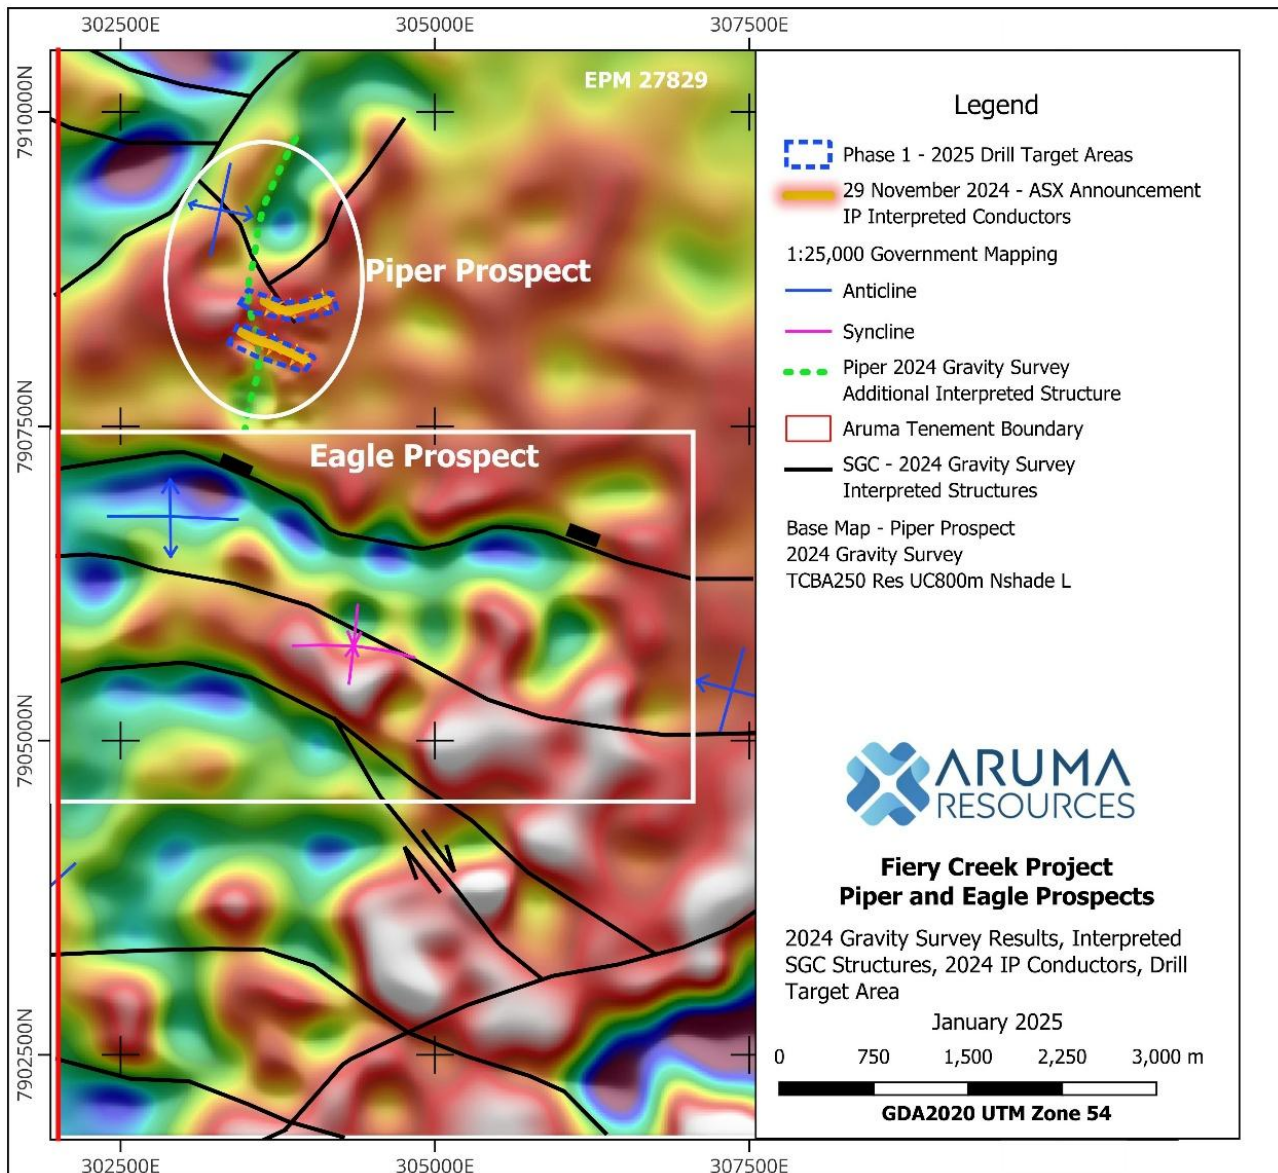 302500E 305000E 307500E
7910000N
7907500N
7905000N
7902500N
EPM 27829
Piper Prospect
Eagle Prospect
302500E 305000E 307500E
Legend
Phase 1 - 2025 Drill Target Areas
29 November 2024 - ASX Announcement
IP Interpreted Conductors
1:25,000 Government Mapping
Anticline
Syncline
Piper 2024 Gravity Survey
Additional Interpreted Structure
Aruma Tenement Boundary
SGC - 2024 Gravity Survey
Interpreted Structures
Base Map - Piper Prospect
2024 Gravity Survey
TCBA250 Res UC800m Nshade L
ARUMA
RESOURCES
Fiery Creek Project
Piper and Eagle Prospects
2024 Gravity Survey Results, Interpreted
SGC Structures, 2024 IP Conductors, Drill
Target Area
January 2025
0 750 1,500 2,250 3,000 m
GDA2020 UTM Zone 54